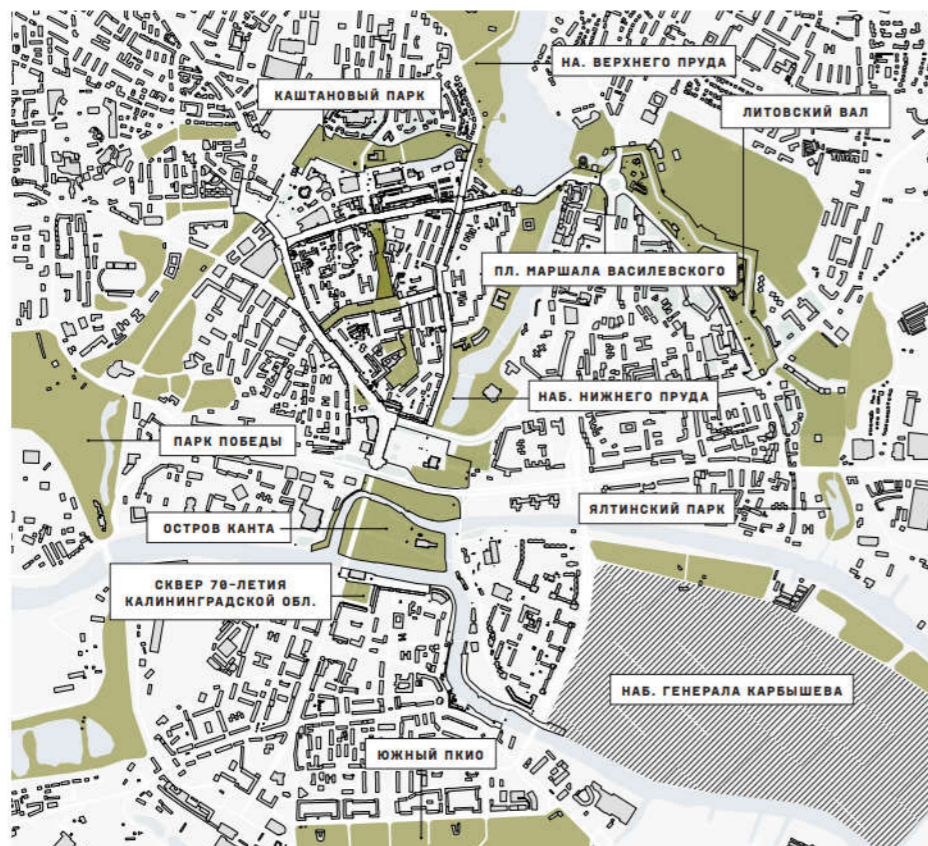 НА. ВЕРХНЕГО ПРУДА
КАШТАНОВЫЙ ПАРК
ЛИТОВСКИЙ ВАЛ
ПЛ. МАРШАЛА ВАСИЛЕВСКОГО
НАБ. НИЖНЕГО ПРУДА
ПАРК ПОБЕДЫ
ЯЛТИНСКИЙ ПАРК
ОСТРОВ КАНТА
СКВЕР 70-ЛЕТИЯ
КАЛИНИНГРАДСКОЙ ОБЛ.
НАБ. ГЕНЕРАЛА КАРБЫШЕВА
ЮЖНЫЙ ПКИО